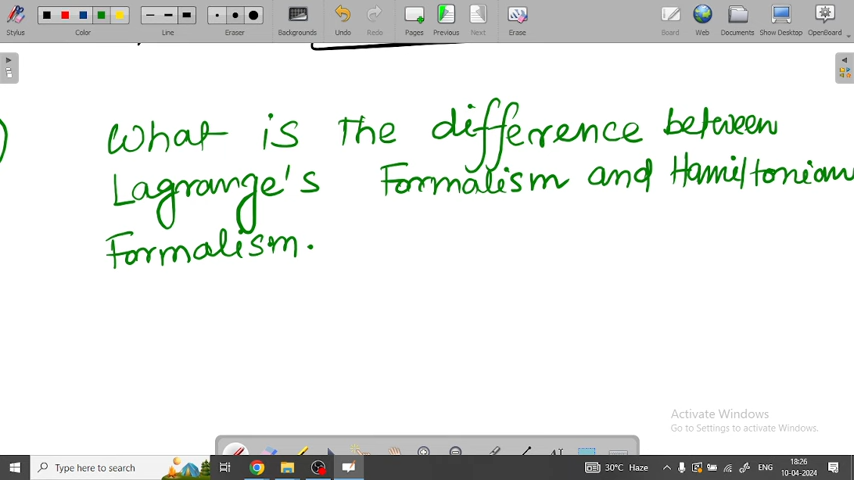 Stylus
Color
Line
Eraser
Backgrounds
Undo
Redo
Pages
Previous
Next
Erase
Board
Web
Documents
Show Desktop
OpenBoard
What is the difference between
Lagrange's Formalism and Hamiltonian
Formalism.
Activate Windows
Go to Settings to activate Windows.
Type here to search
30°C Haze
ENG
18:26
10-04-2024